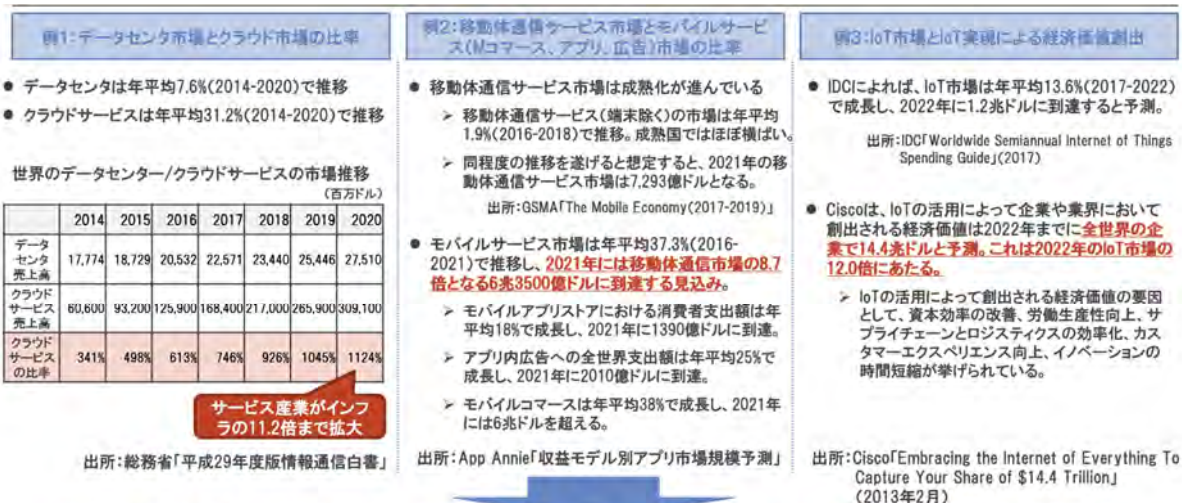 例1:データセンタ市場とクラウド市場の比率
● データセンタは年平均7.6%(2014-2020)で推移
● クラウドサービスは年平均31.2%(2014-2020)で推移
世界のデータセンター/クラウドサービスの市場推移
(百万ドル)
2014 2015 2016 2017 2018 2019 2020
データ
センタ
売上高
17,774 18,729 20,532 22,571 23,440 25,446 27,510
クラウド
サービス
売上高
60,600 93,200 125,900 168,400 217,000 265,900 309,100
クラウド
サービス
の比率
341% 498% 613% 746% 926% 1045% 1124%
サービス産業がインフ
ラの11.2倍まで拡大
出所:総務省「平成29年度版情報通信白書」
例2:移動体通信サービス市場とモバイルサービ
ス(Mコマース、アプリ、広告)市場の比率
● 移動体通信サービス市場は成熟化が進んでいる
➢ 移動体通信サービス(端末除く)の市場は年平均
1.9%(2016-2018)で推移。成熟国ではほぼ横ばい。
➢ 同程度の推移を遂げると想定すると、2021年の移
動体通信サービス市場は7,293億ドルとなる。
出所:GSMA「The Mobile Economy(2017-2019)」
● モバイルサービス市場は年平均37.3%(2016-
2021)で推移し、2021年には移動体通信市場の8.7
倍となる6兆3500億ドルに到達する見込み。
➢ モバイルアプリストアにおける消費者支出額は年
平均18%で成長し、2021年に1390億ドルに到達。
➢ アプリ内広告への全世界支出額は年平均25%で
成長し、2021年に2010億ドルに到達。
➢ モバイルコマースは年平均38%で成長し、2021年
には6兆ドルを超える。
出所:App Annie「収益モデル別アプリ市場規模予測」
例3:IoT市場とIoT実現による経済価値創出
● IDCによれば、IoT市場は年平均13.6%(2017-2022)
で成長し、2022年に1.2兆ドルに到達すると予測。
出所:IDC「Worldwide Semiannual Internet of Things
Spending Guide」(2017)
● Ciscoは、IoTの活用によって企業や業界において
創出される経済価値は2022年までに全世界の企
業で14.4兆ドルと予測。これは2022年のIoT市場の
12.0倍にあたる。
➢ IoTの活用によって創出される経済価値の要因
として、資本効率の改善、労働生産性向上、サ
プライチェーンとロジスティクスの効率化、カス
タマーエクスペリエンス向上、イノベーションの
時間短縮が挙げられている。
出所:Cisco「Embracing the Internet of Everything To
Capture Your Share of $14.4 Trillion」
(2013年2月)